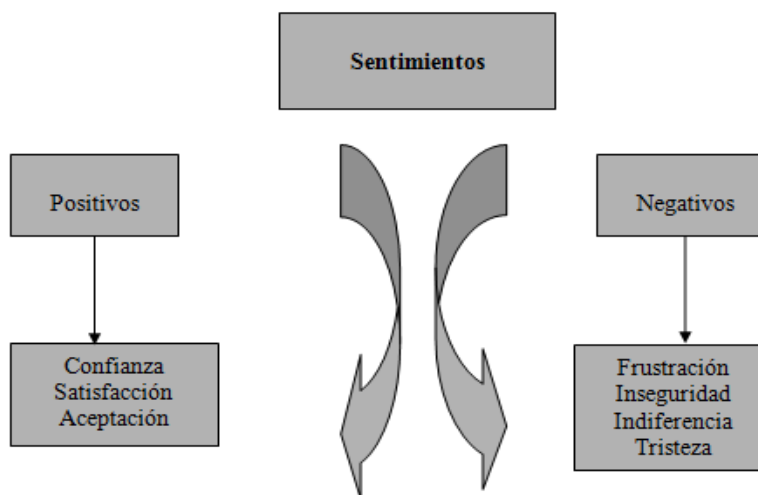 Sentimientos
Positivos
Negativos
Confianza
Satisfacción
Aceptación
Frustración
Inseguridad
Indiferencia
Tristeza